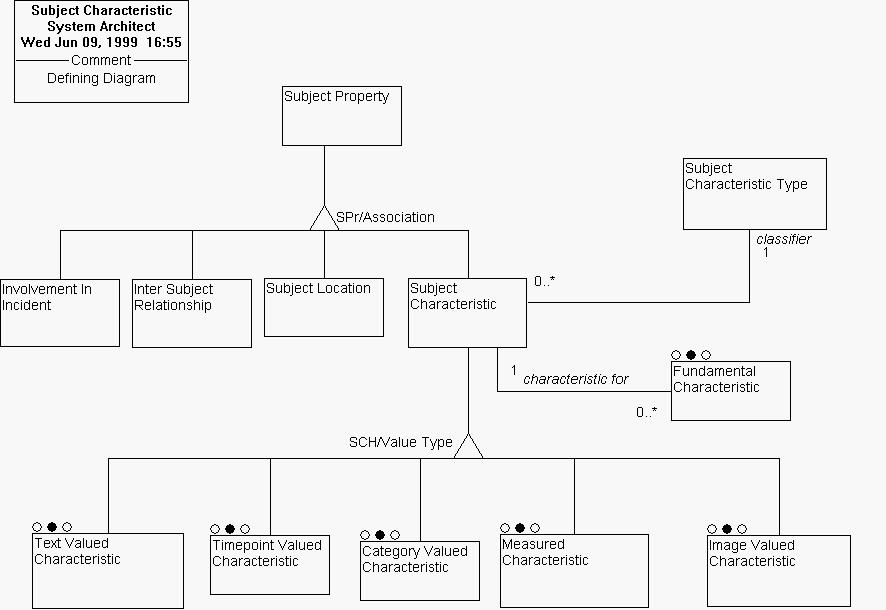 Subject Characteristic
System Architect
Wed Jun 09, 1999  16:55
Comment
Defining Diagram
Subject Property
Subject
Characteristic Type
SPr/Association
classifier
1
Involvement In
Incident
Inter Subject
Relationship
Subject Location
Subject
Characteristic
0..*
1
characteristic for
Fundamental
Characteristic
0..*
SCH/Value Type
Text Valued
Characteristic
Timepoint Valued
Characteristic
Category Valued
Characteristic
Measured
Characteristic
Image Valued
Characteristic